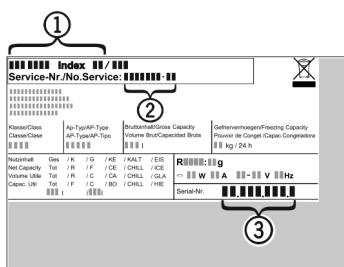 1
Index /
Service-Nr./No.Service: -
2
Klasse/Class
Classe/Clase
Ap-Typ/AP-Type
AP-Type/AP-Tipo
Bruttoinhalt/Gross Capacity
Volume Brut/Capacidad Bruta
l
Gefriervermogen/Freezing Capacity
Pouvoir de Congel./Capac.Congeladora
kg / 24 h
Nutzinhalt Ges / K / G / KE / KALT / EIS
Net.Capacity Tot / R / F / CE / CHILL / ICE
Volume Utile Tot / R / C / CA / CHILL / GLA
Capac. Util Tot / F / C / BO / CHILL / HIE
l / l
R : g
~ W A - V Hz
Serial-Nr. . . .
3